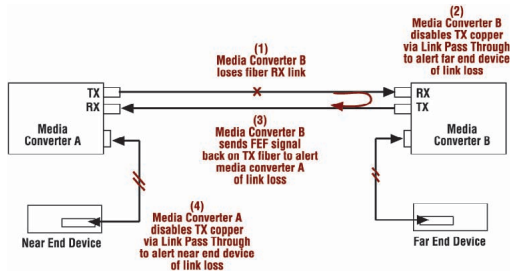 (1)
Media Converter B
loses fiber RX link
(2)
Media Converter B
disables TX copper
via Link Pass Through
to alert far end device
of link loss
TX
RX
Media
Converter A
RX
TX
Media
Converter B
(3)
Media Converter B
sends FEF signal
back on TX fiber to alert
media converter A
of link loss
(4)
Media Converter A
disables TX copper
via Link Pass Through
to alert near end device
of link loss
Near End Device
Far End Device